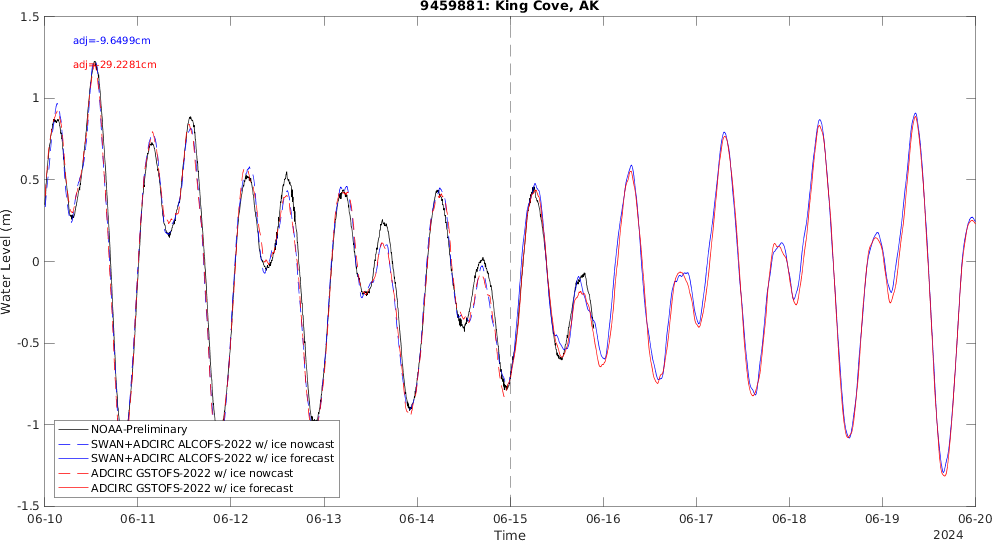 9459881: King Cove, AK
adj=-9.6499cm
adj=-29.2281cm
Water Level (m)
1.5
1
0.5
0
-0.5
-1
-1.5
NOAA-Preliminary
SWAN+ADCIRC ALCOFS-2022 w/ ice nowcast
SWAN+ADCIRC ALCOFS-2022 w/ ice forecast
ADCIRC GSTOFS-2022 w/ ice nowcast
ADCIRC GSTOFS-2022 w/ ice forecast
06-10 06-11 06-12 06-13 06-14 06-15 06-16 06-17 06-18 06-19 06-20
Time
2024